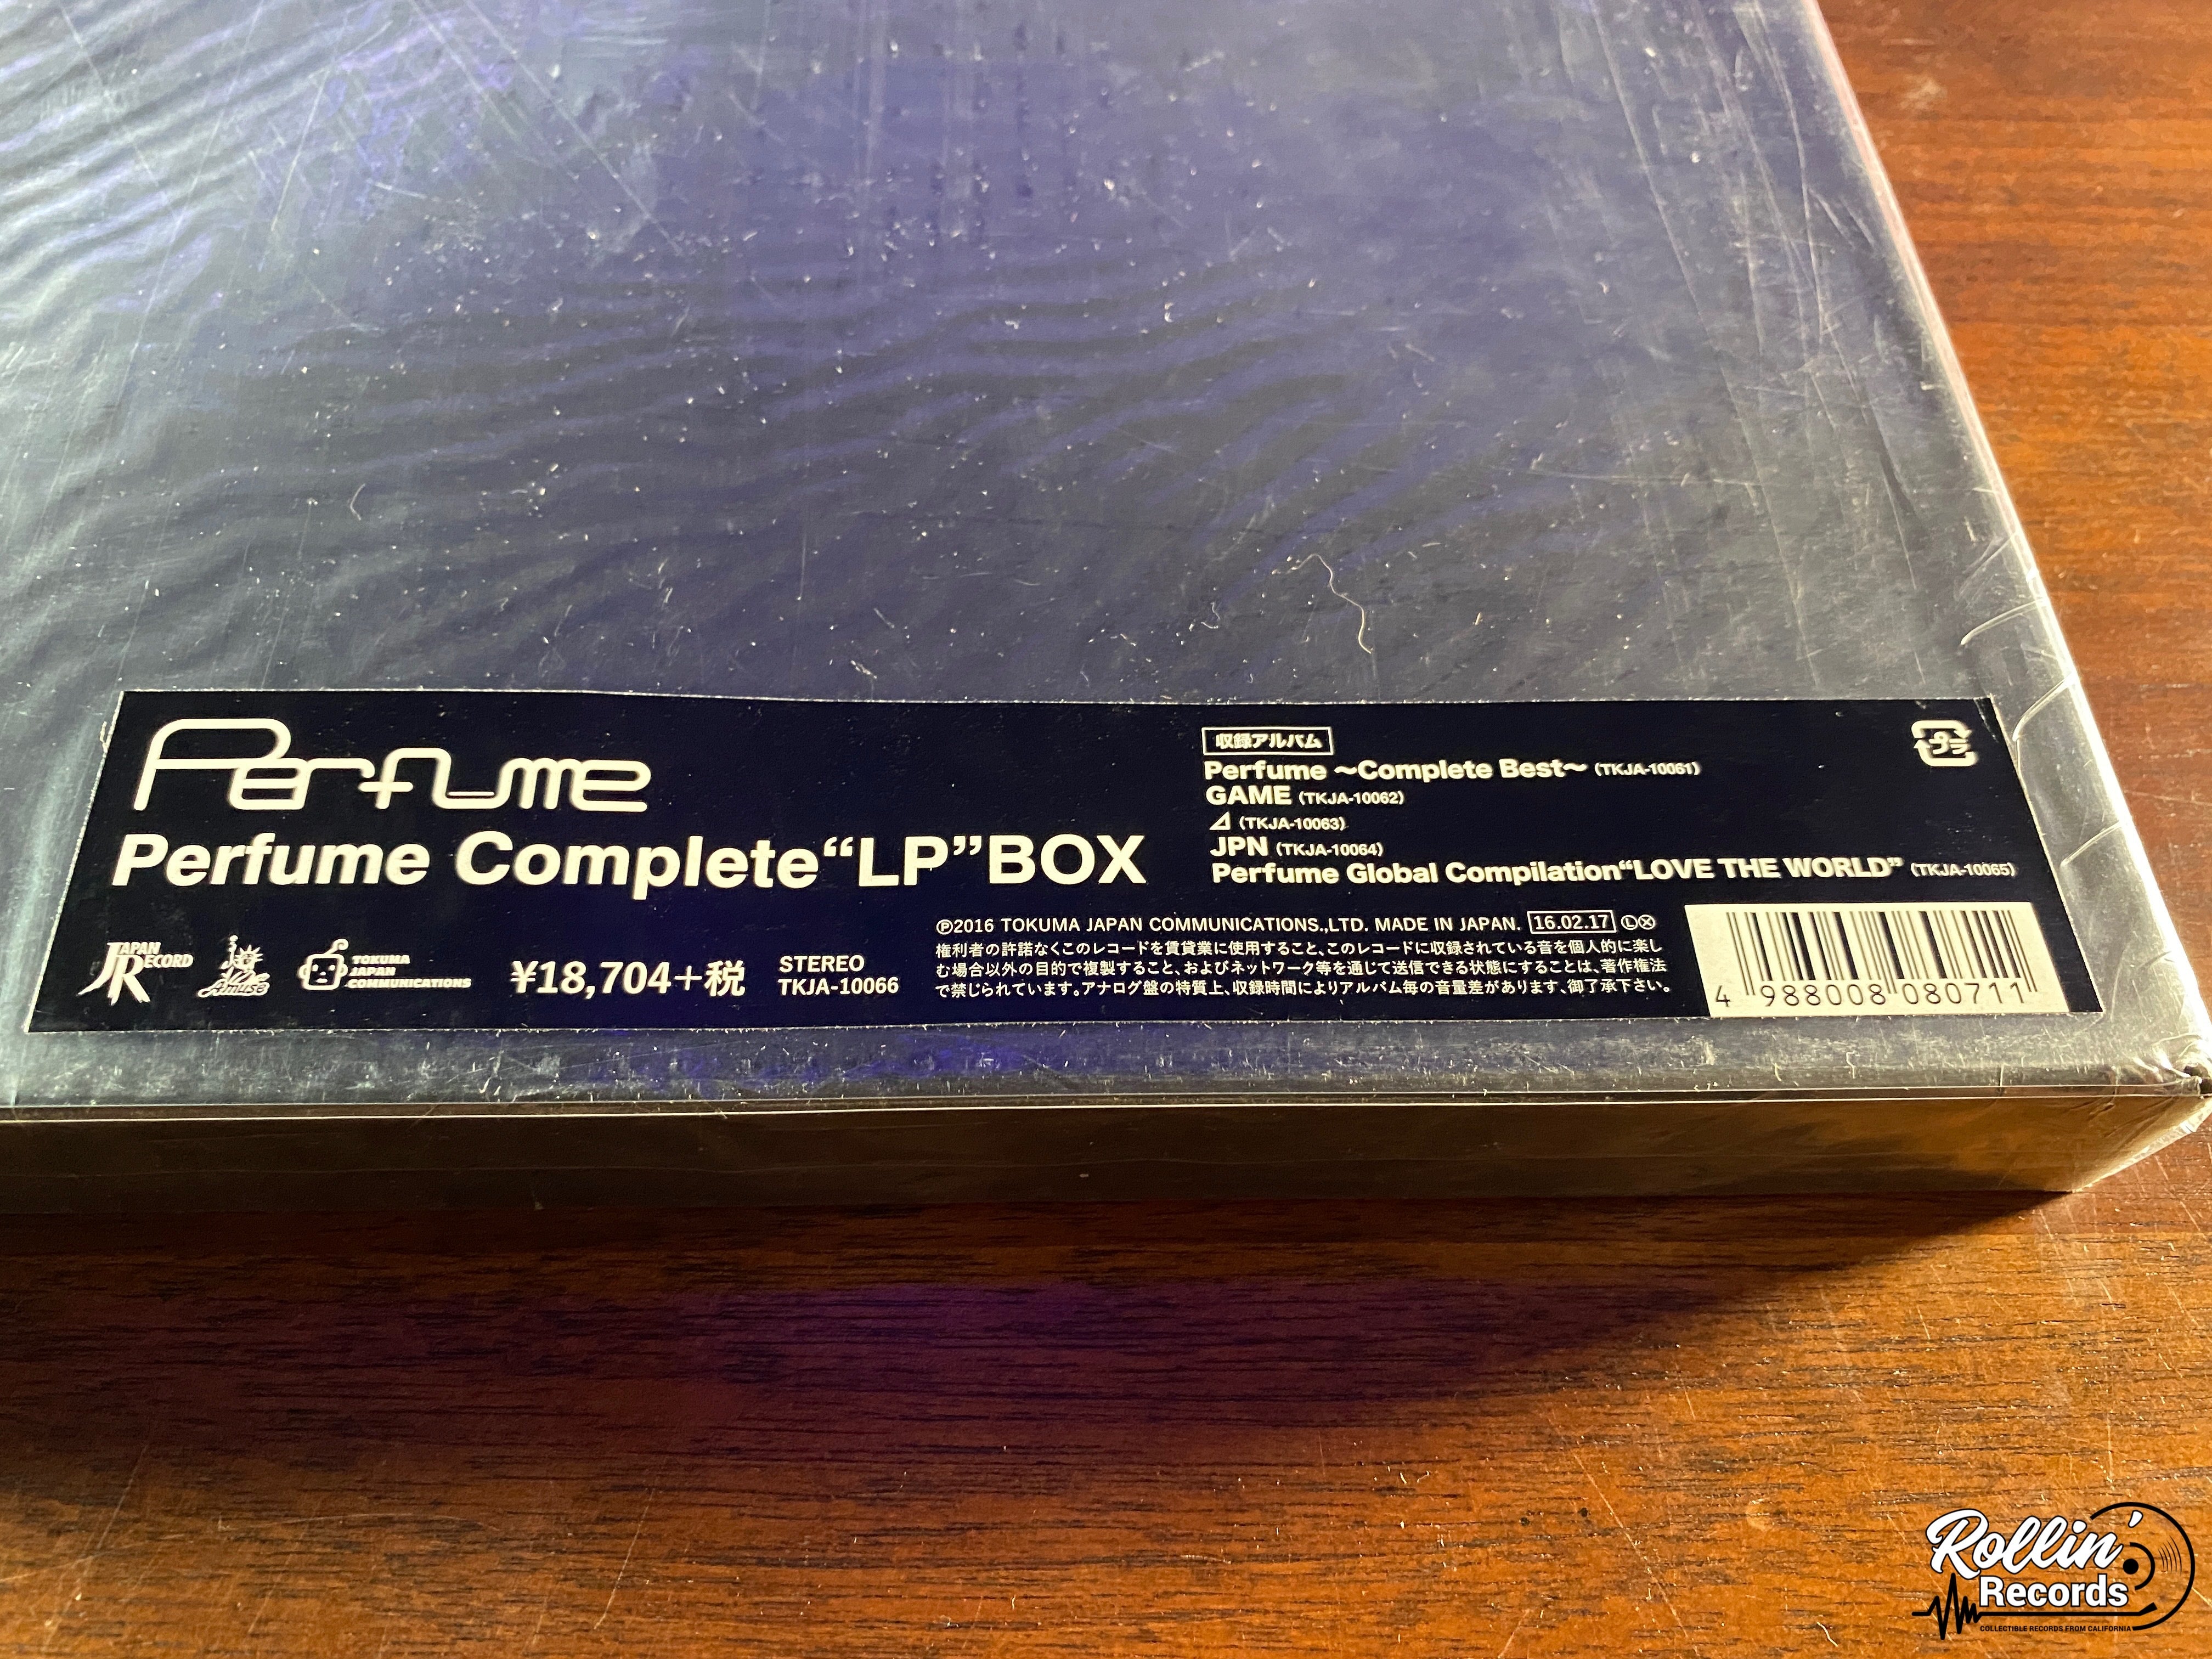 Perfume
Perfume Complete“LP”BOX
収録アルバム
Perfume 〜Complete Best〜 (TKJA-10061)
GAME (TKJA-10062)
⊿ (TKJA-10063)
JPN (TKJA-10064)
Perfume Global Compilation“LOVE THE WORLD” (TKJA-10065)
プラ
JAPAN RECORD
Amuse
TOKUMA
JAPAN
COMMUNICATIONS
¥18,704+税
STEREO
TKJA-10066
Ⓟ2016 TOKUMA JAPAN COMMUNICATIONS.,LTD. MADE IN JAPAN. 16.02.17 ⓁⓍ
権利者の許諾なくこのレコードを賃貸業に使用すること、このレコードに収録されている音を個人的に楽し
む場合以外の目的で複製すること、およびネットワーク等を通じて送信できる状態にすることは、著作権法
で禁じられています。アナログ盤の特質上、収録時間によりアルバム毎の音量差があります、御了承下さい。
4 988008 080711
Rollin'
Records
COLLECTIBLE RECORDS FROM CALIFORNIA